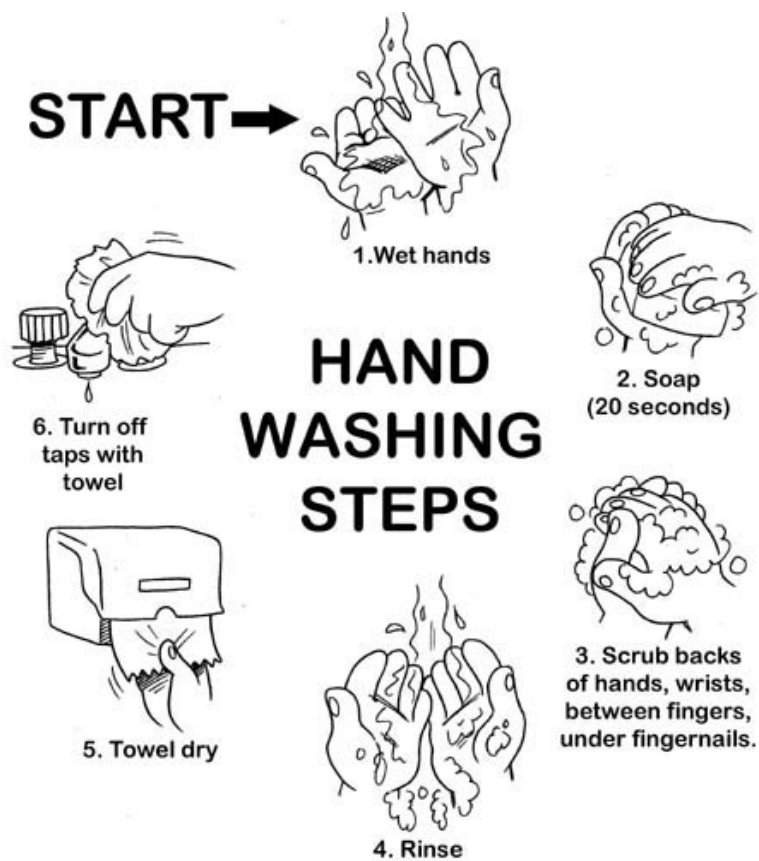 START
1.Wet hands
2. Soap
(20 seconds)
3. Scrub backs
of hands, wrists,
between fingers,
under fingernails.
4. Rinse
5. Towel dry
6. Turn off
taps with
towel
HAND
WASHING
STEPS